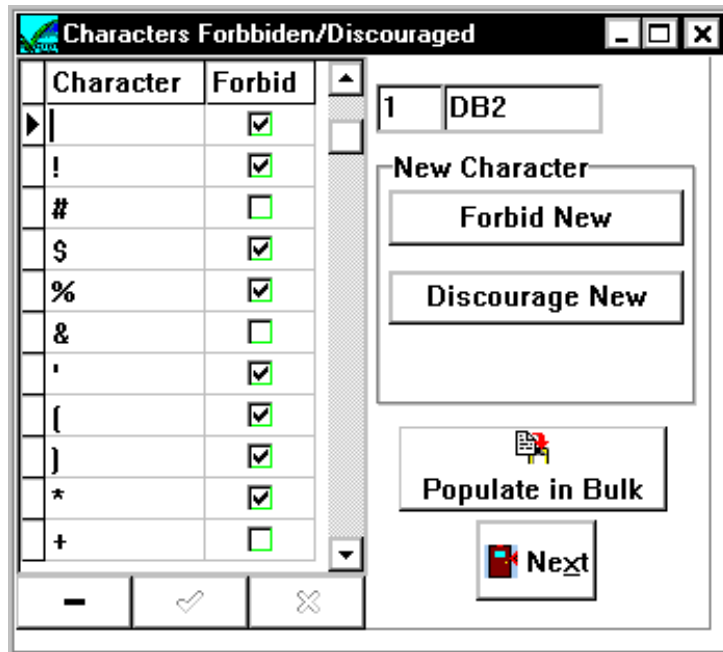 Characters Forbbiden/Discouraged
Character Forbid
!
#
$
%
&
'
(
)
*
+
1 DB2
New Character
Forbid New
Discourage New
Populate in Bulk
Next